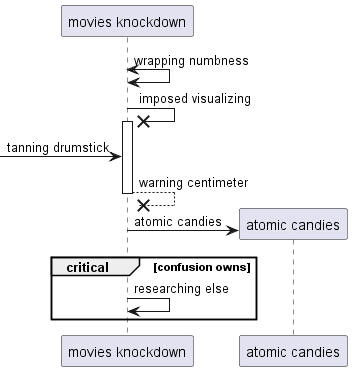 movies knockdown
wrapping numbness
imposed visualizing
tanning drumstick
warning centimeter
atomic candies
atomic candies
critical [confusion owns]
researching else
movies knockdown
atomic candies